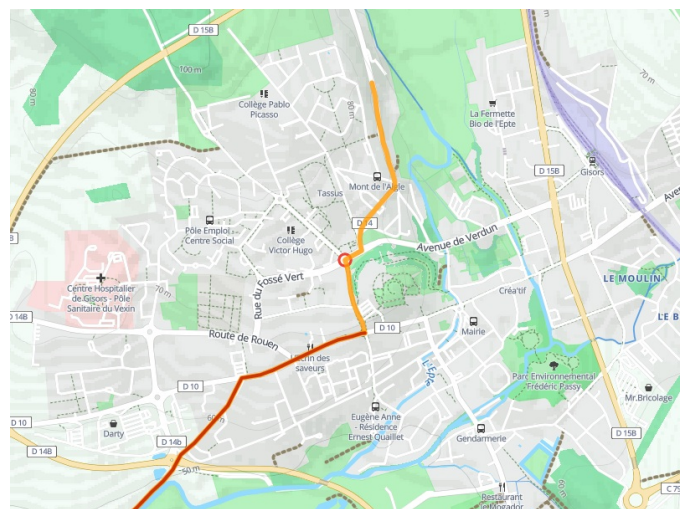 D 15B
80 m
100 m
Collège Pablo
Picasso
80 m
70 m
La Fermette
Bio de l'Epte
D 15B
Gisors
Mont de l'Aigle
Tassus
D 14
Pôle Emploi
Centre Social
Collège
Victor Hugo
Avenue de Verdun
Rue du Fossé Vert
Centre Hospitalier
de Gisors - Pôle
Sanitaire du Vexin
70 m
LE MOULIN
Créa'tif
LE B
14B
Route de Rouen
D 10
Mairie
L'Ecrin des
saveurs
L'Epte
D 10
Parc Environnemental
Frédéric Passy
Mr.Bricolage
60 m
D 10
Darty
Eugène Anne
- Résidence
Ernest Quaillet
Gendarmerie
D 15B
D 14B
D 14b
50 m
60 m
Restaurant
le Mogador
C 79